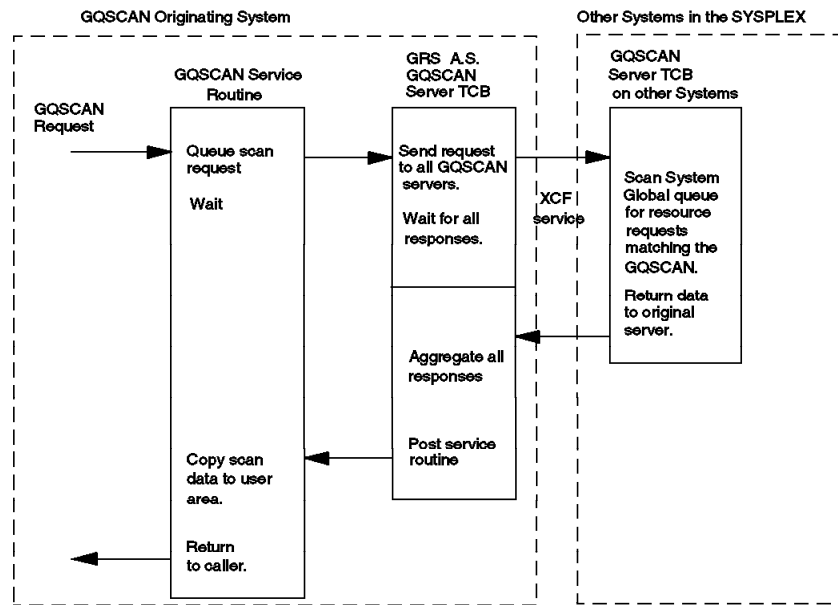 GQSCAN Originating System
Other Systems in the SYSPLEX
GQSCAN
Request
GQSCAN Service
Routine
Queue scan
request
Wait
Copy scan
data to user
area.
Return
to caller.
GRS A.S.
GQSCAN
Server TCB
Send request
to all GQSCAN
servers.
Wait for all
responses.
Aggregate all
responses
Post service
routine
XCF
service
GQSCAN
Server TCB
on other Systems
Scan System
Global queue
for resource
requests
matching the
GQSCAN.
Return data
to original
server.